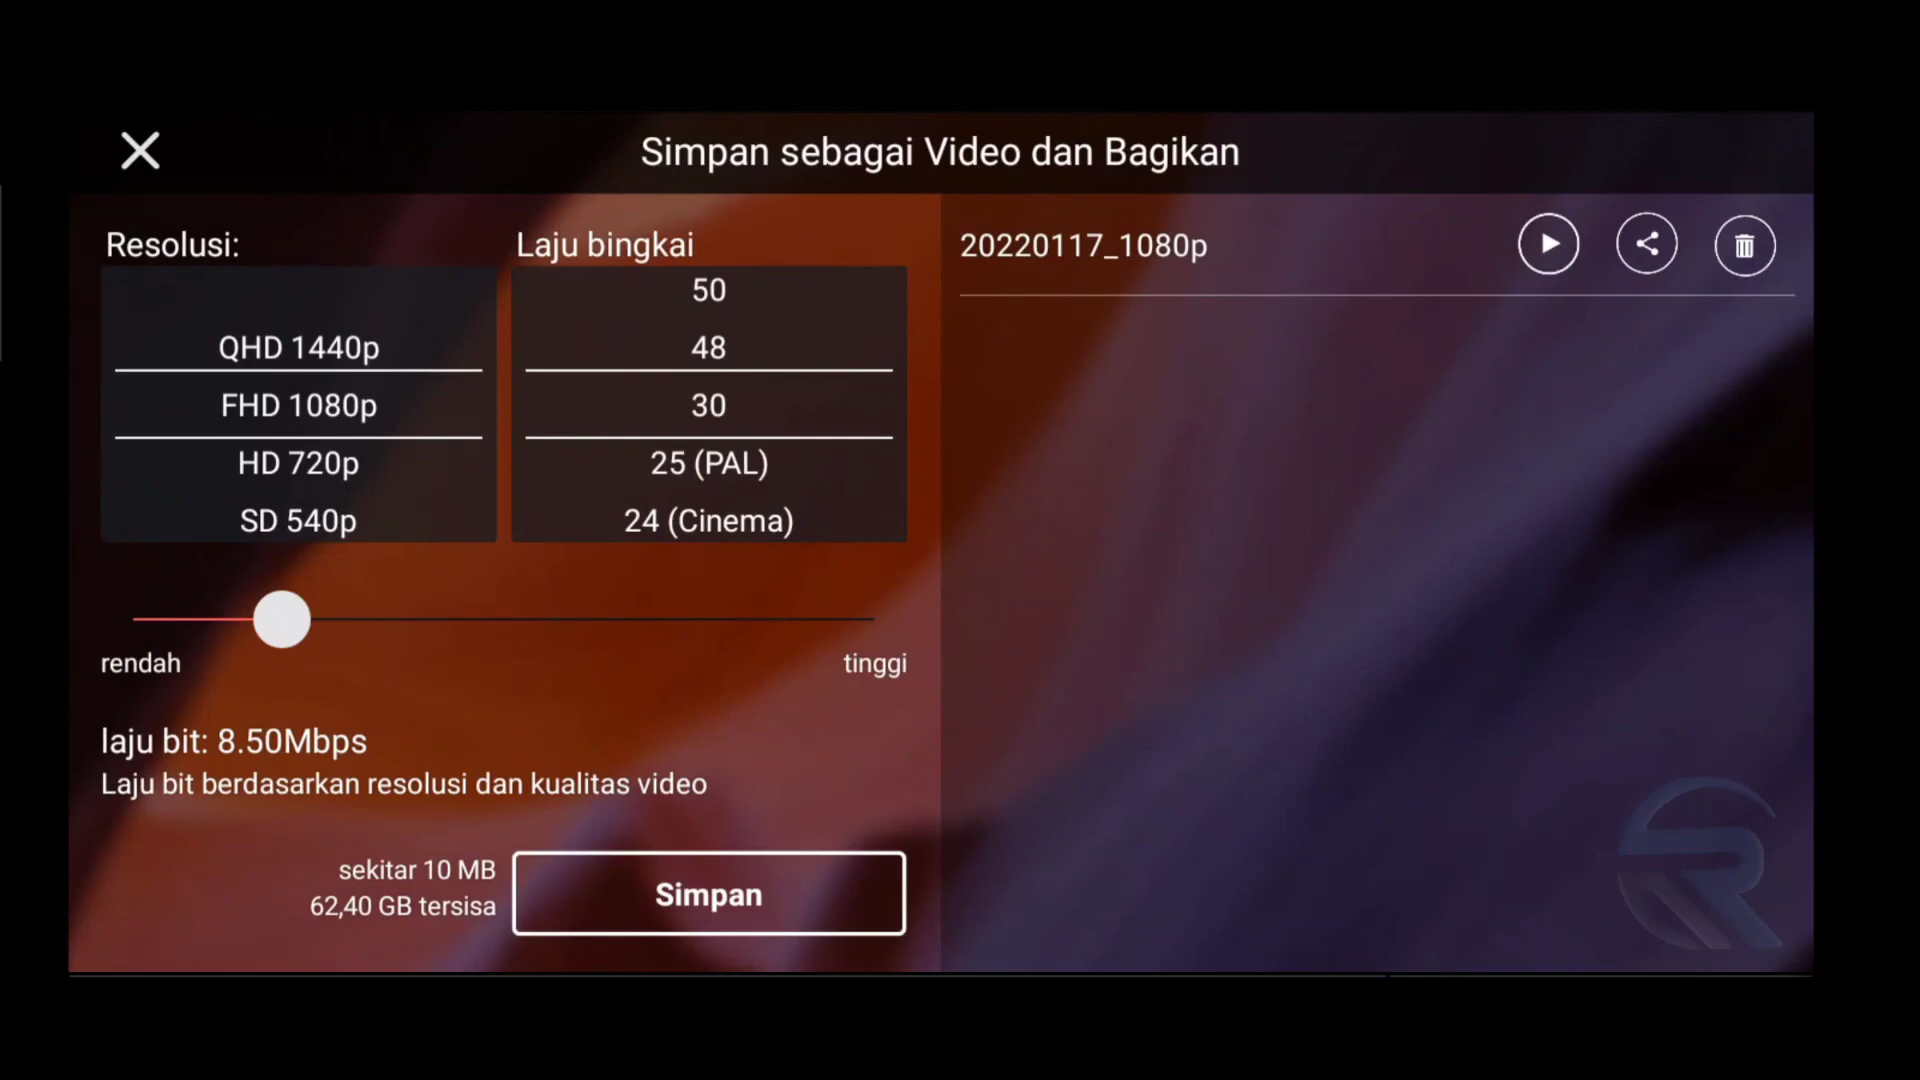 Simpan sebagai Video dan Bagikan
Resolusi:
QHD 1440p
FHD 1080p
HD 720p
SD 540p
Laju bingkai
50
48
30
25 (PAL)
24 (Cinema)
rendah
tinggi
laju bit: 8.50Mbps
Laju bit berdasarkan resolusi dan kualitas video
sekitar 10 MB
62,40 GB tersisa
Simpan
20220117_1080p